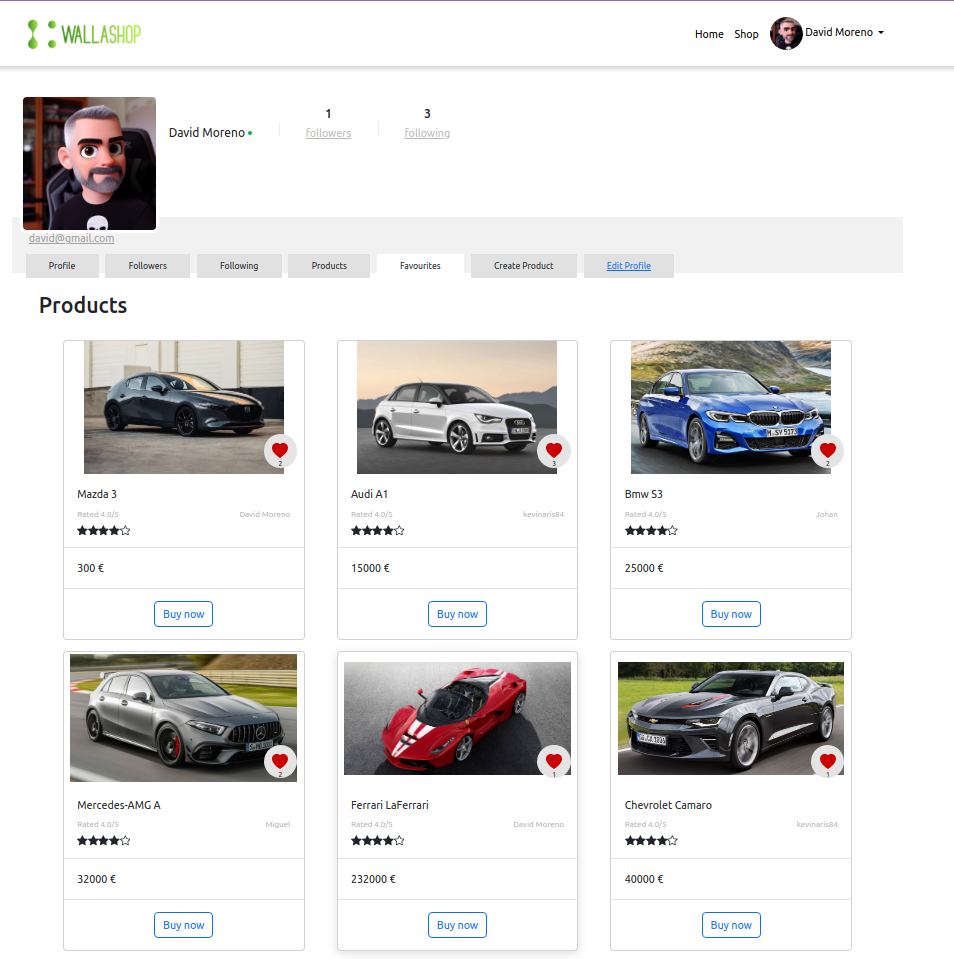 WALLASHOP
Home Shop David Moreno
David Moreno
1
followers
3
following
david@gmail.com
Profile Followers Following Products Favourites Create Product Edit Profile
Products
2
Mazda 3
Rated 4.0/5 David Moreno
300 €
Buy now
3
Audi A1
Rated 4.0/5 kevinaris84
15000 €
Buy now
H·SY 5173
2
Bmw S3
Rated 4.0/5 Johan
25000 €
Buy now
2
Mercedes-AMG A
Rated 4.0/5 Miguel
32000 €
Buy now
1
Ferrari LaFerrari
Rated 4.0/5 David Moreno
232000 €
Buy now
1
Chevrolet Camaro
Rated 4.0/5 kevinaris84
40000 €
Buy now